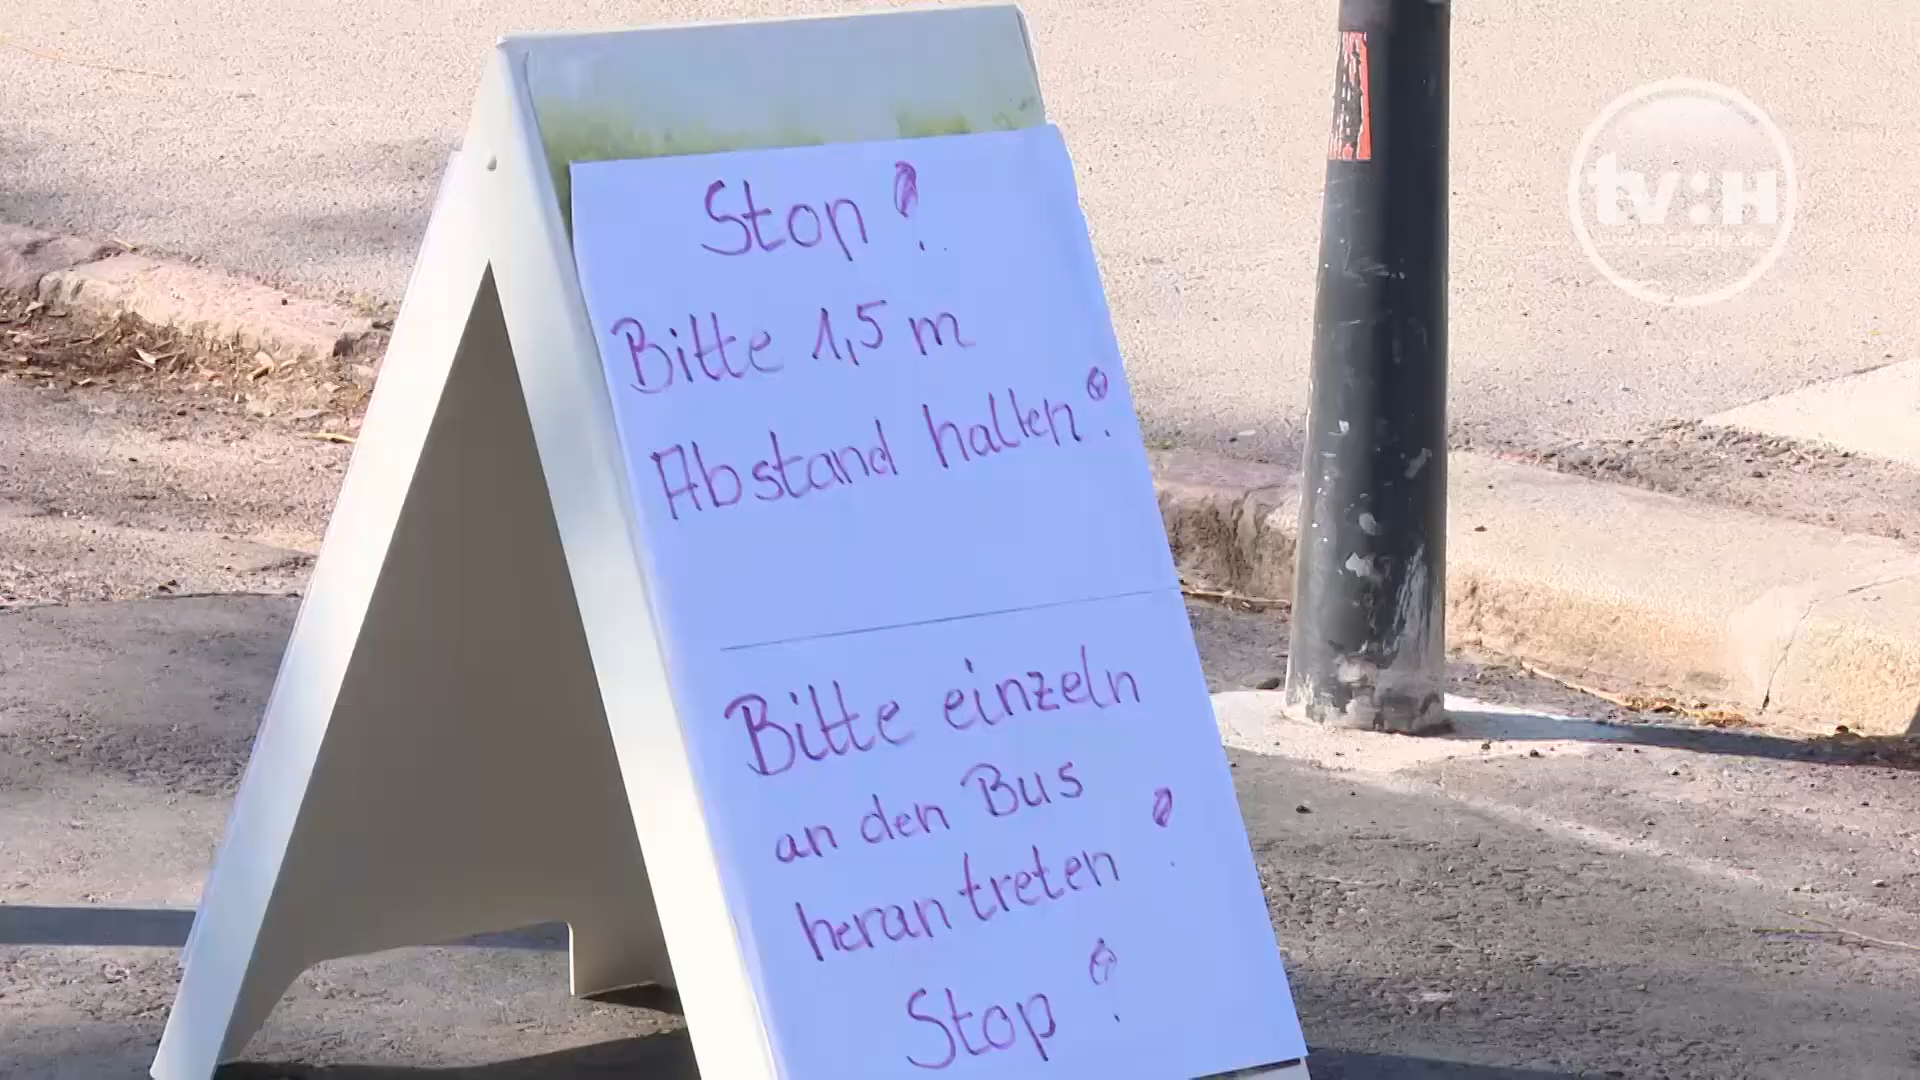 Stop!
Bitte 1,5 m
Abstand halten!
Bitte einzeln
an den Bus
heran treten!
Stop!
tv:H